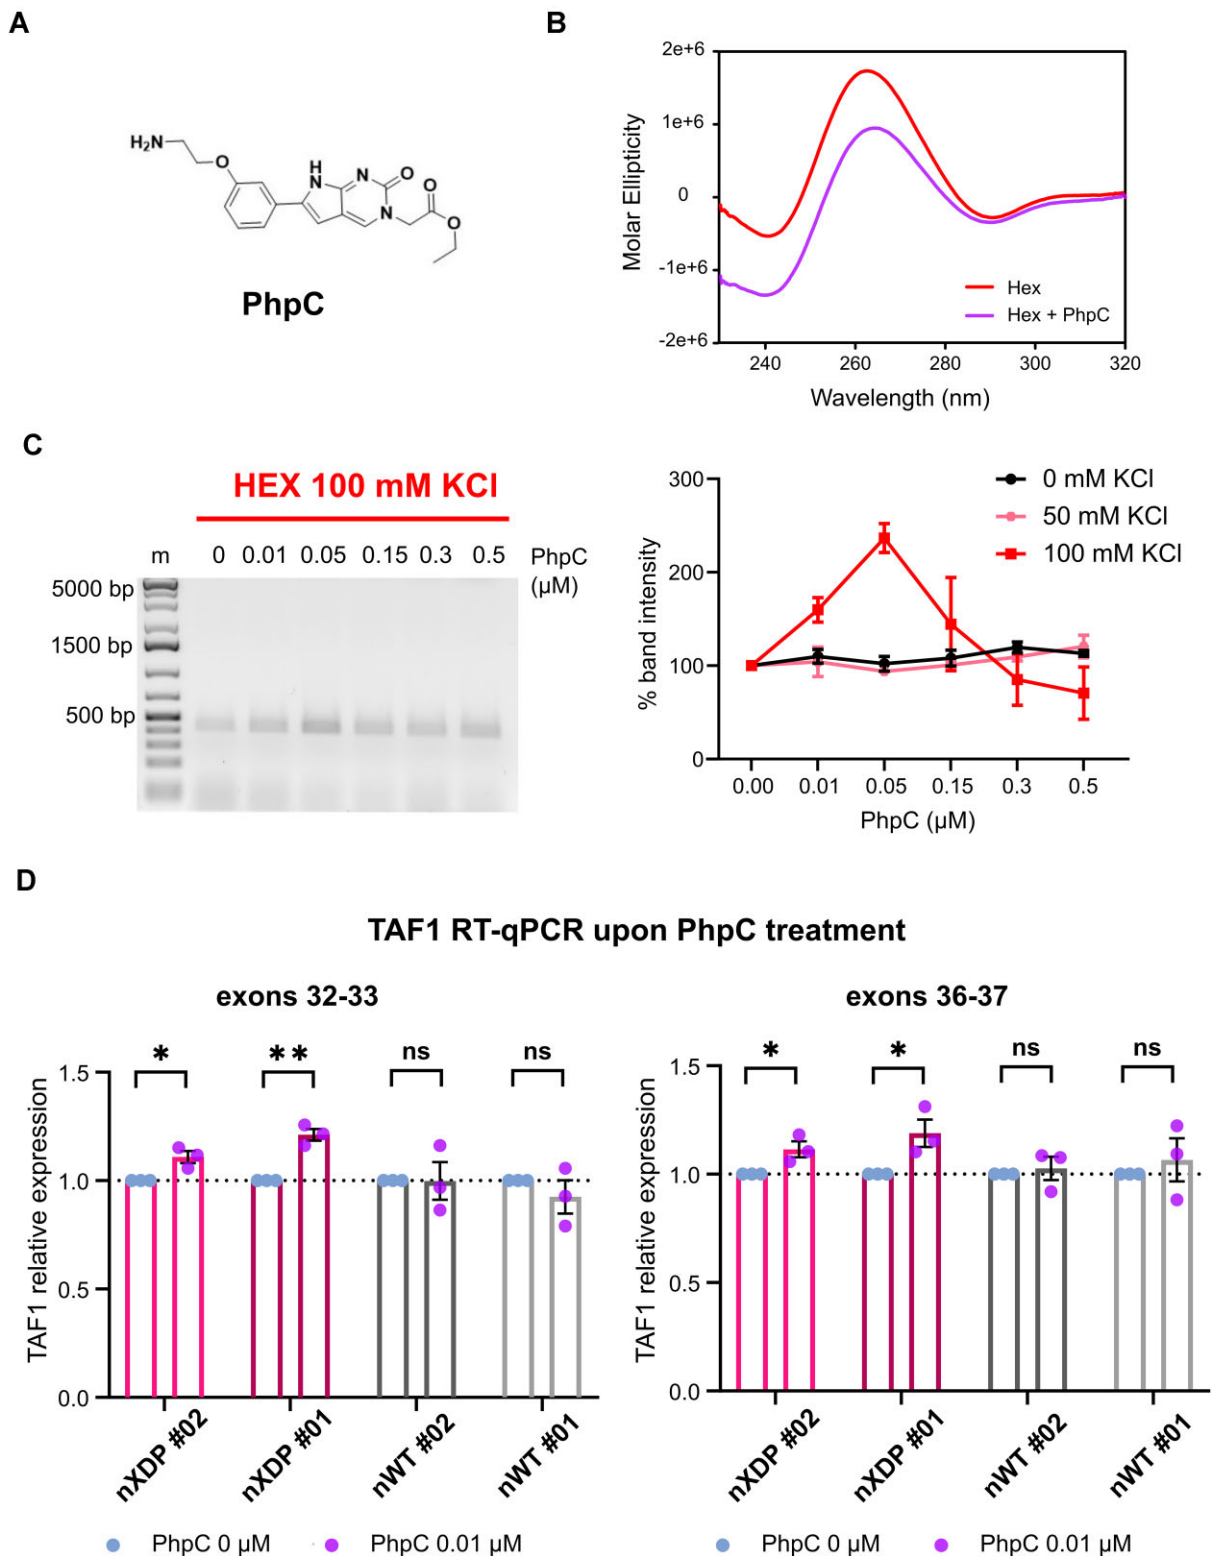 A
H₂N
O
H
N
N
O
N
O
O
PhpC
B
2e+6
1e+6
0
-1e+6
-2e+6
Molar Ellipticity
240 260 280 300 320
Wavelength (nm)
Hex
Hex + PhpC
C
HEX 100 mM KCl
m 0 0.01 0.05 0.15 0.3 0.5 PhpC
(µM)
5000 bp
1500 bp
500 bp
300
200
100
0
% band intensity
0.00 0.01 0.05 0.15 0.3 0.5
PhpC (µM)
0 mM KCl
50 mM KCl
100 mM KCl
D
TAF1 RT-qPCR upon PhpC treatment
exons 32-33
* ** ns ns
1.5
1.0
0.5
0.0
TAF1 relative expression
nXDP #02 nXDP #01 nWT #02 nWT #01
PhpC 0 µM PhpC 0.01 µM
exons 36-37
* * ns ns
1.5
1.0
0.5
0.0
TAF1 relative expression
nXDP #02 nXDP #01 nWT #02 nWT #01
PhpC 0 µM PhpC 0.01 µM